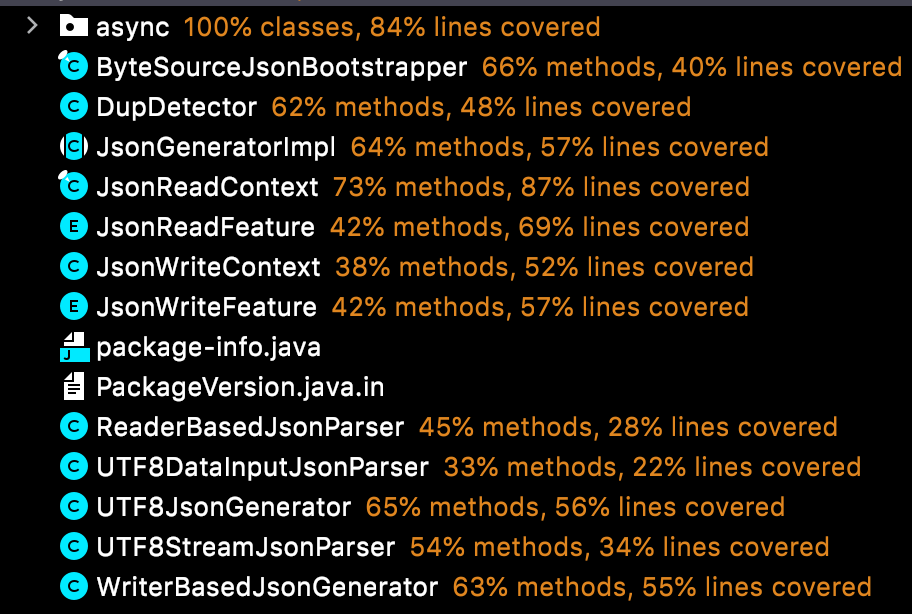 async 100% classes, 84% lines covered
ByteSourceJsonBootstrapper 66% methods, 40% lines covered
DupDetector 62% methods, 48% lines covered
JsonGeneratorImpl 64% methods, 57% lines covered
JsonReadContext 73% methods, 87% lines covered
JsonReadFeature 42% methods, 69% lines covered
JsonWriteContext 38% methods, 52% lines covered
JsonWriteFeature 42% methods, 57% lines covered
package-info.java
PackageVersion.java.in
ReaderBasedJsonParser 45% methods, 28% lines covered
UTF8DataInputJsonParser 33% methods, 22% lines covered
UTF8JsonGenerator 65% methods, 56% lines covered
UTF8StreamJsonParser 54% methods, 34% lines covered
WriterBasedJsonGenerator 63% methods, 55% lines covered